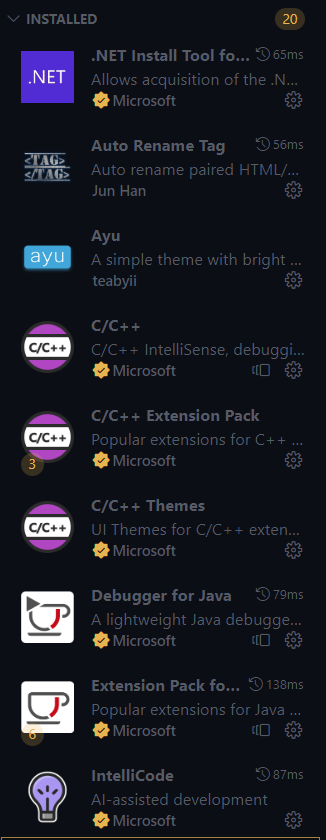 INSTALLED 20
.NET Install Tool fo... 65ms
.NET
Allows acquisition of the .N...
Microsoft
Auto Rename Tag 56ms
<TAG>
</TAG>
Auto rename paired HTML/...
Jun Han
Ayu
ayu
A simple theme with bright ...
teabyii
C/C++
C/C++
C/C++ IntelliSense, debuggi...
Microsoft
C/C++ Extension Pack
C/C++
Popular extensions for C++ ...
3
Microsoft
C/C++ Themes
C/C++
UI Themes for C/C++ exten...
Microsoft
Debugger for Java 79ms
A lightweight Java debugge...
Microsoft
Extension Pack fo... 138ms
Popular extensions for Java ...
6
Microsoft
IntelliCode 87ms
AI-assisted development
Microsoft